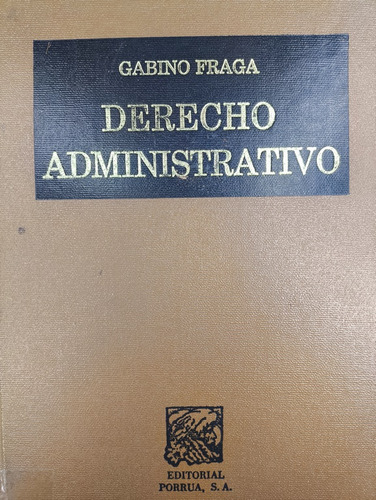 GABINO FRAGA
DERECHO
ADMINISTRATIVO
EDITORIAL
PORRUA, S.A.